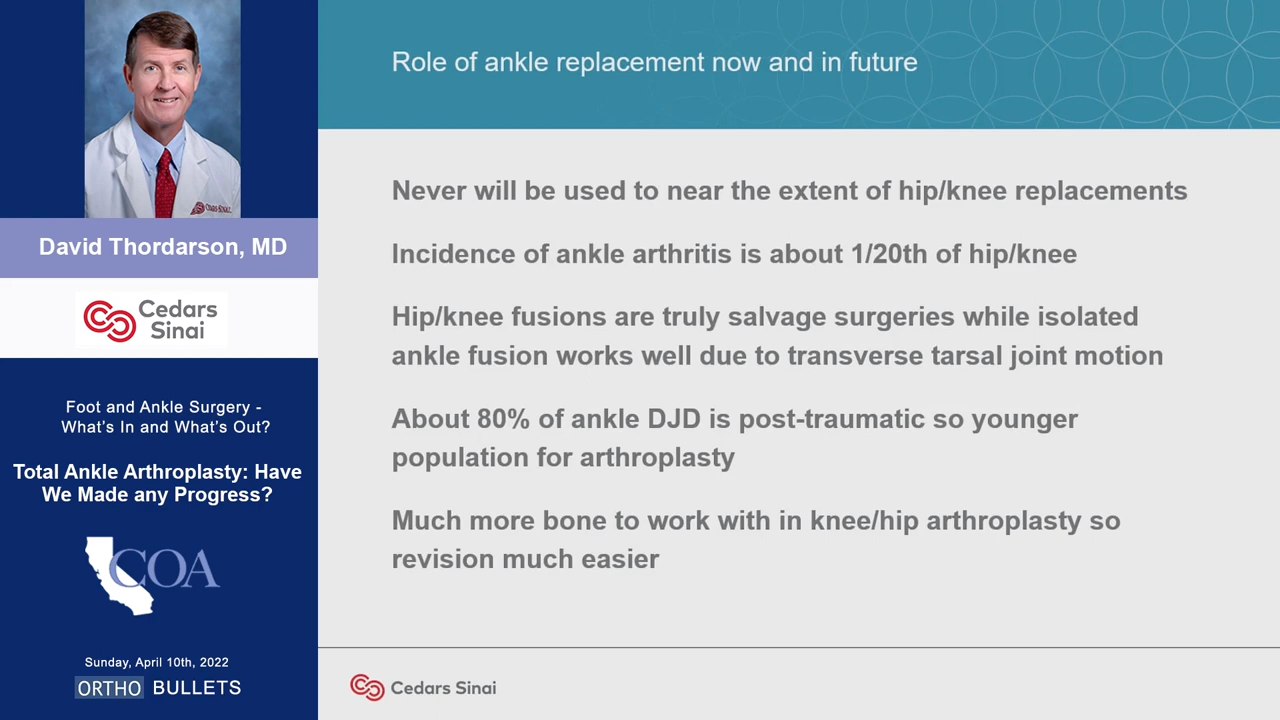 David Thordarson, MD
Cedars
Sinai
Foot and Ankle Surgery -
What's In and What's Out?
Total Ankle Arthroplasty: Have
We Made any Progress?
COA
Sunday, April 10th, 2022
ORTHO BULLETS
Role of ankle replacement now and in future
Never will be used to near the extent of hip/knee replacements
Incidence of ankle arthritis is about 1/20th of hip/knee
Hip/knee fusions are truly salvage surgeries while isolated
ankle fusion works well due to transverse tarsal joint motion
About 80% of ankle DJD is post-traumatic so younger
population for arthroplasty
Much more bone to work with in knee/hip arthroplasty so
revision much easier
Cedars Sinai